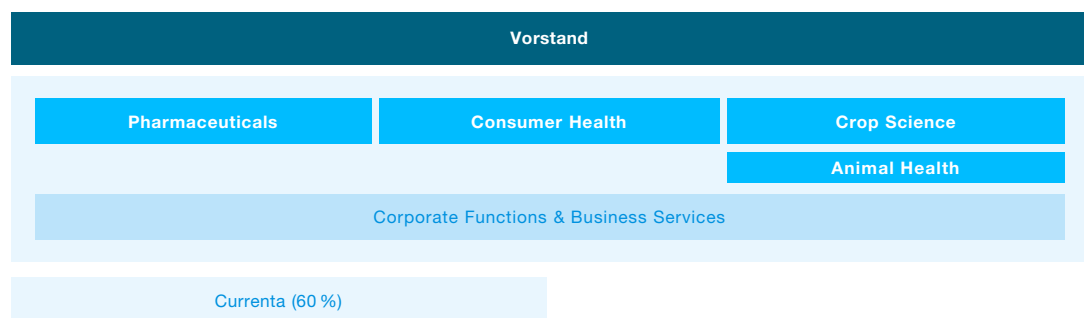 Vorstand
Pharmaceuticals
Consumer Health
Crop Science
Animal Health
Corporate Functions & Business Services
Currenta (60 %)